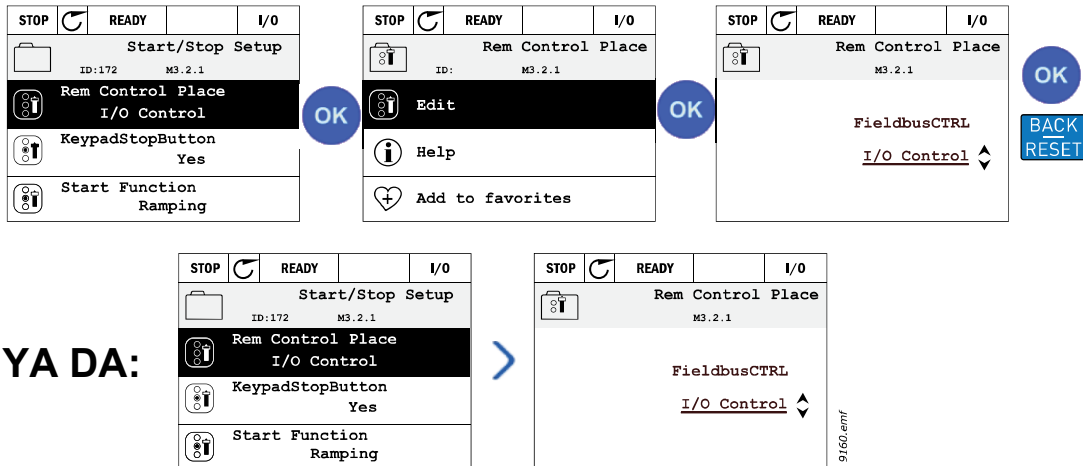 STOP READY I/O
Start/Stop Setup
ID:172 M3.2.1
Rem Control Place
I/O Control
KeypadStopButton
Yes
Start Function
Ramping
OK
STOP READY I/O
Rem Control Place
ID: M3.2.1
Edit
Help
Add to favorites
OK
STOP READY I/O
Rem Control Place
M3.2.1
FieldbusCTRL
I/O Control
OK
BACK
RESET
YA DA:
STOP READY I/O
Start/Stop Setup
ID:172 M3.2.1
Rem Control Place
I/O Control
KeypadStopButton
Yes
Start Function
Ramping
STOP READY I/O
Rem Control Place
M3.2.1
FieldbusCTRL
I/O Control
9160.emf